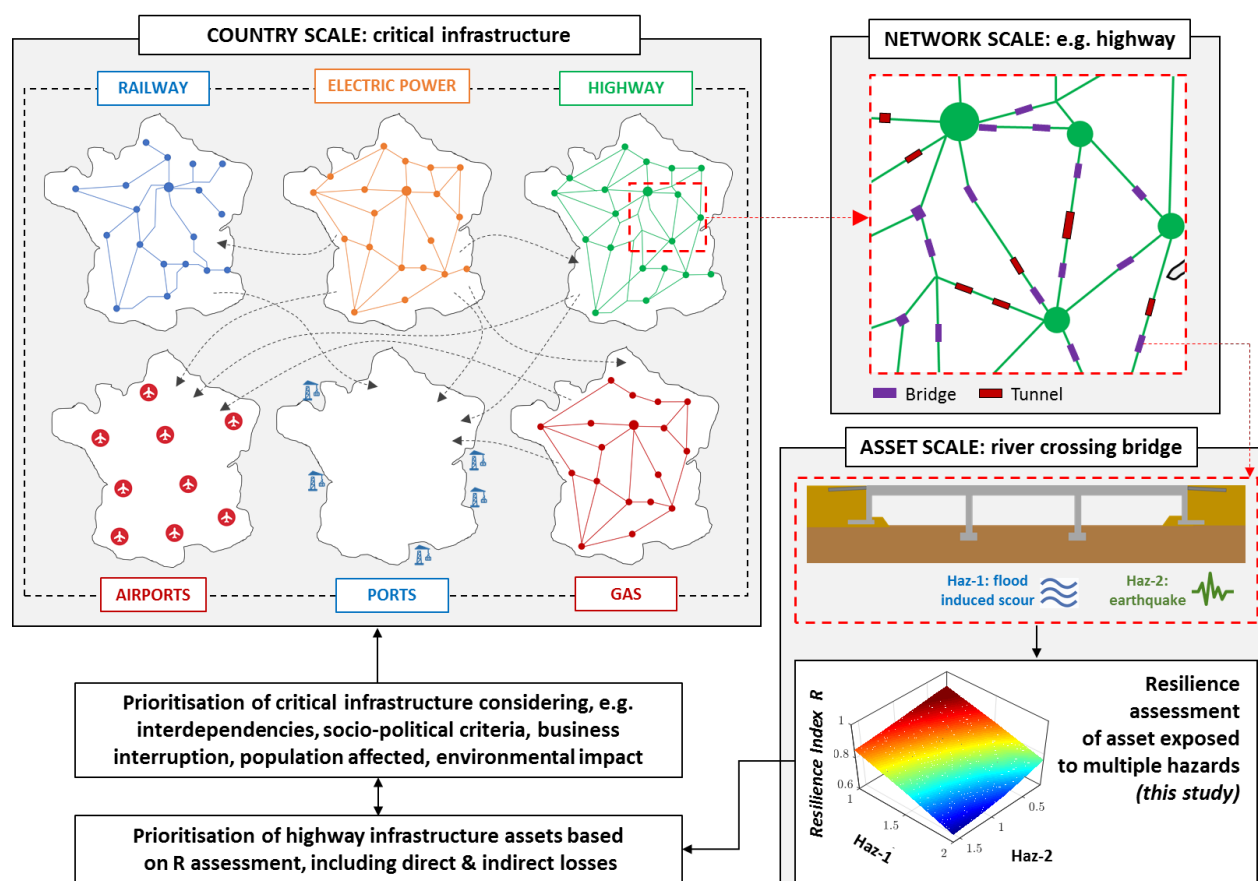 COUNTRY SCALE: critical infrastructure
RAILWAY
ELECTRIC POWER
HIGHWAY
AIRPORTS
PORTS
GAS
NETWORK SCALE: e.g. highway
Bridge
Tunnel
ASSET SCALE: river crossing bridge
Haz-1: flood
induced scour
Haz-2:
earthquake
Resilience
assessment
of asset exposed
to multiple hazards
(this study)
Resilience Index R
1
0.8
0.6
1
1.5
2
Haz-1
0.5
1
1.5
Haz-2
Prioritisation of critical infrastructure considering, e.g.
interdependencies, socio-political criteria, business
interruption, population affected, environmental impact
Prioritisation of highway infrastructure assets based
on R assessment, including direct & indirect losses